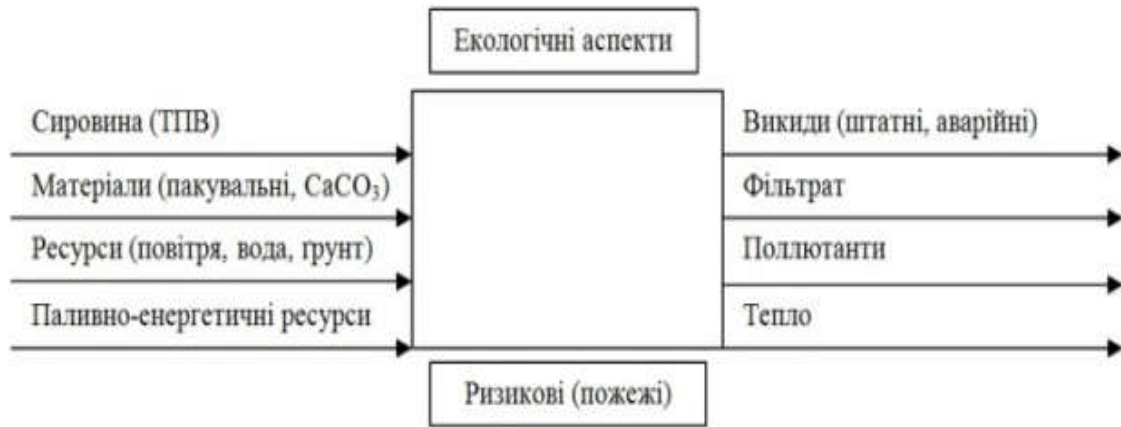 Екологічні аспекти
Сировина (ТПВ)
Матеріали (пакувальні, CaCO₃)
Ресурси (повітря, вода, ґрунт)
Паливно-енергетичні ресурси
Викиди (штатні, аварійні)
Фільтрат
Поллютанти
Тепло
Ризикові (пожежі)